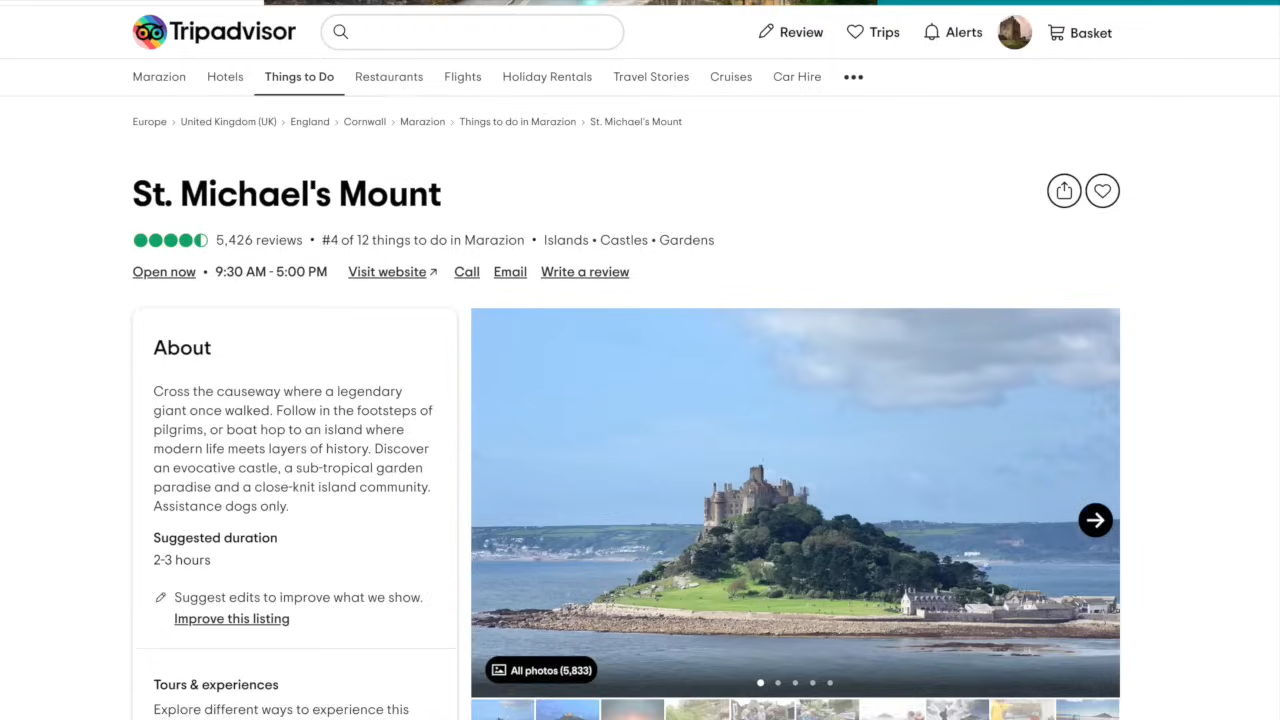 Tripadvisor
Review
Trips
Alerts
Basket
Marazion
Hotels
Things to Do
Restaurants
Flights
Holiday Rentals
Travel Stories
Cruises
Car Hire
Europe › United Kingdom (UK) › England › Cornwall › Marazion › Things to do in Marazion › St. Michael's Mount
St. Michael's Mount
5,426 reviews • #4 of 12 things to do in Marazion • Islands • Castles • Gardens
Open now • 9:30 AM - 5:00 PM Visit website Call Email Write a review
About
Cross the causeway where a legendary
giant once walked. Follow in the footsteps of
pilgrims, or boat hop to an island where
modern life meets layers of history. Discover
an evocative castle, a sub-tropical garden
paradise and a close-knit island community.
Assistance dogs only.
Suggested duration
2-3 hours
Suggest edits to improve what we show.
Improve this listing
Tours & experiences
Explore different ways to experience this
All photos (5,833)